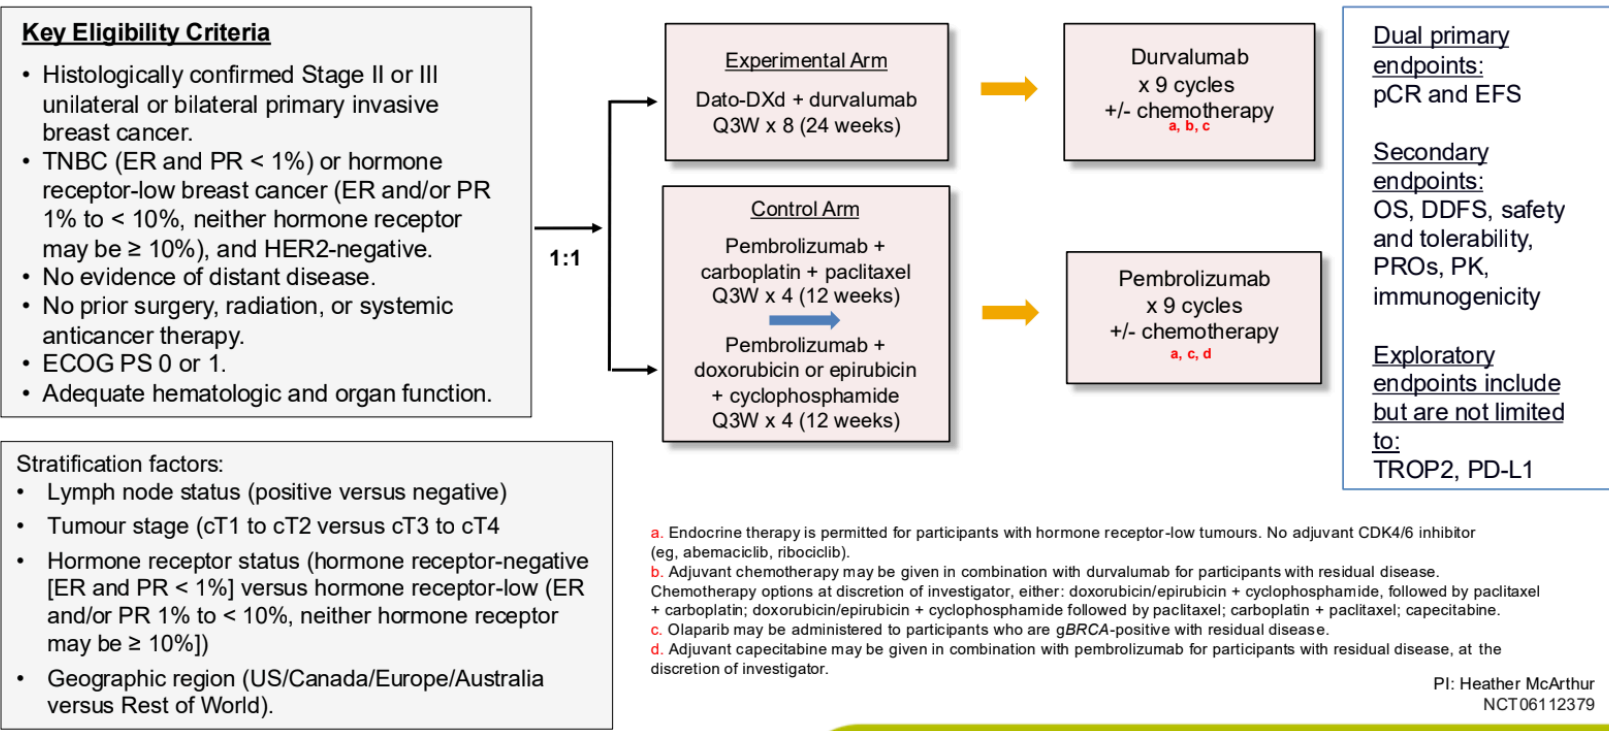 Key Eligibility Criteria
• Histologically confirmed Stage II or III
unilateral or bilateral primary invasive
breast cancer.
• TNBC (ER and PR < 1%) or hormone
receptor-low breast cancer (ER and/or PR
1% to < 10%, neither hormone receptor
may be ≥ 10%), and HER2-negative.
• No evidence of distant disease.
• No prior surgery, radiation, or systemic
anticancer therapy.
• ECOG PS 0 or 1.
• Adequate hematologic and organ function.
Stratification factors:
• Lymph node status (positive versus negative)
• Tumour stage (cT1 to cT2 versus cT3 to cT4
• Hormone receptor status (hormone receptor-negative
[ER and PR < 1%] versus hormone receptor-low (ER
and/or PR 1% to < 10%, neither hormone receptor
may be ≥ 10%])
• Geographic region (US/Canada/Europe/Australia
versus Rest of World).
1:1
Experimental Arm
Dato-DXd + durvalumab
Q3W x 8 (24 weeks)
Control Arm
Pembrolizumab +
carboplatin + paclitaxel
Q3W x 4 (12 weeks)
Pembrolizumab +
doxorubicin or epirubicin
+ cyclophosphamide
Q3W x 4 (12 weeks)
Durvalumab
x 9 cycles
+/- chemotherapy
a, b, c
Pembrolizumab
x 9 cycles
+/- chemotherapy
a, c, d
Dual primary
endpoints:
pCR and EFS
Secondary
endpoints:
OS, DDFS, safety
and tolerability,
PROs, PK,
immunogenicity
Exploratory
endpoints include
but are not limited
to:
TROP2, PD-L1
a. Endocrine therapy is permitted for participants with hormone receptor-low tumours. No adjuvant CDK4/6 inhibitor
(eg, abemaciclib, ribociclib).
b. Adjuvant chemotherapy may be given in combination with durvalumab for participants with residual disease.
Chemotherapy options at discretion of investigator, either: doxorubicin/epirubicin + cyclophosphamide, followed by paclitaxel
+ carboplatin; doxorubicin/epirubicin + cyclophosphamide followed by paclitaxel; carboplatin + paclitaxel; capecitabine.
c. Olaparib may be administered to participants who are gBRCA-positive with residual disease.
d. Adjuvant capecitabine may be given in combination with pembrolizumab for participants with residual disease, at the
discretion of investigator.
PI: Heather McArthur
NCT06112379